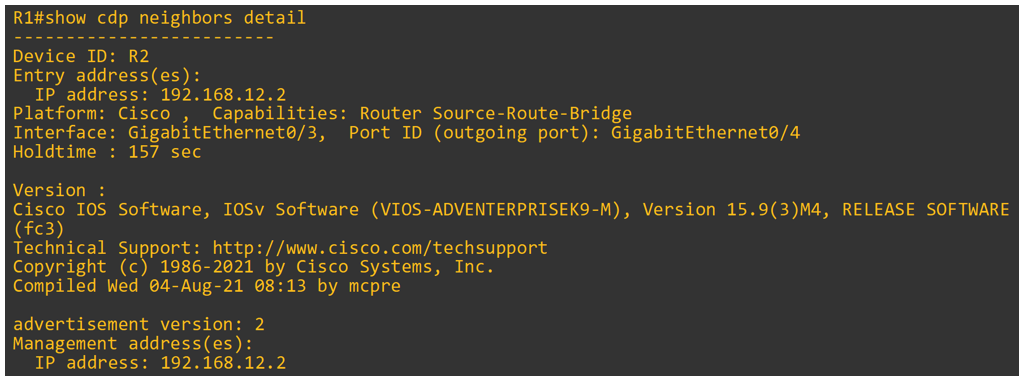 R1#show cdp neighbors detail
-------------------------
Device ID: R2
Entry address(es):
  IP address: 192.168.12.2
Platform: Cisco ,  Capabilities: Router Source-Route-Bridge
Interface: GigabitEthernet0/3,  Port ID (outgoing port): GigabitEthernet0/4
Holdtime : 157 sec

Version :
Cisco IOS Software, IOSv Software (VIOS-ADVENTERPRISEK9-M), Version 15.9(3)M4, RELEASE SOFTWARE
(fc3)
Technical Support: http://www.cisco.com/techsupport
Copyright (c) 1986-2021 by Cisco Systems, Inc.
Compiled Wed 04-Aug-21 08:13 by mcpre

advertisement version: 2
Management address(es):
  IP address: 192.168.12.2